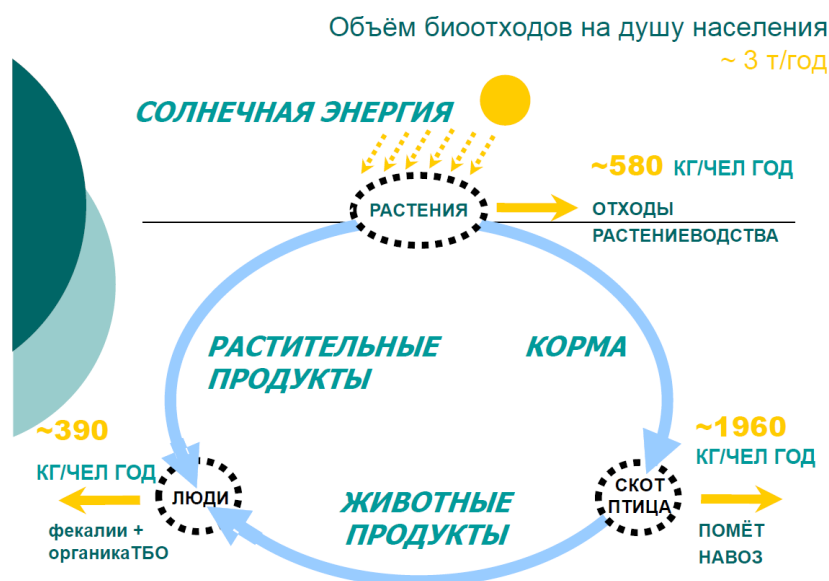 Объём биоотходов на душу населения
~ 3 т/год
СОЛНЕЧНАЯ ЭНЕРГИЯ
~580 КГ/ЧЕЛ ГОД
РАСТЕНИЯ
ОТХОДЫ
РАСТЕНИЕВОДСТВА
РАСТИТЕЛЬНЫЕ
ПРОДУКТЫ
КОРМА
~390
КГ/ЧЕЛ ГОД
ЛЮДИ
фекалии +
органикаТБО
ЖИВОТНЫЕ
ПРОДУКТЫ
~1960
КГ/ЧЕЛ ГОД
СКОТ
ПТИЦА
ПОМЁТ
НАВОЗ